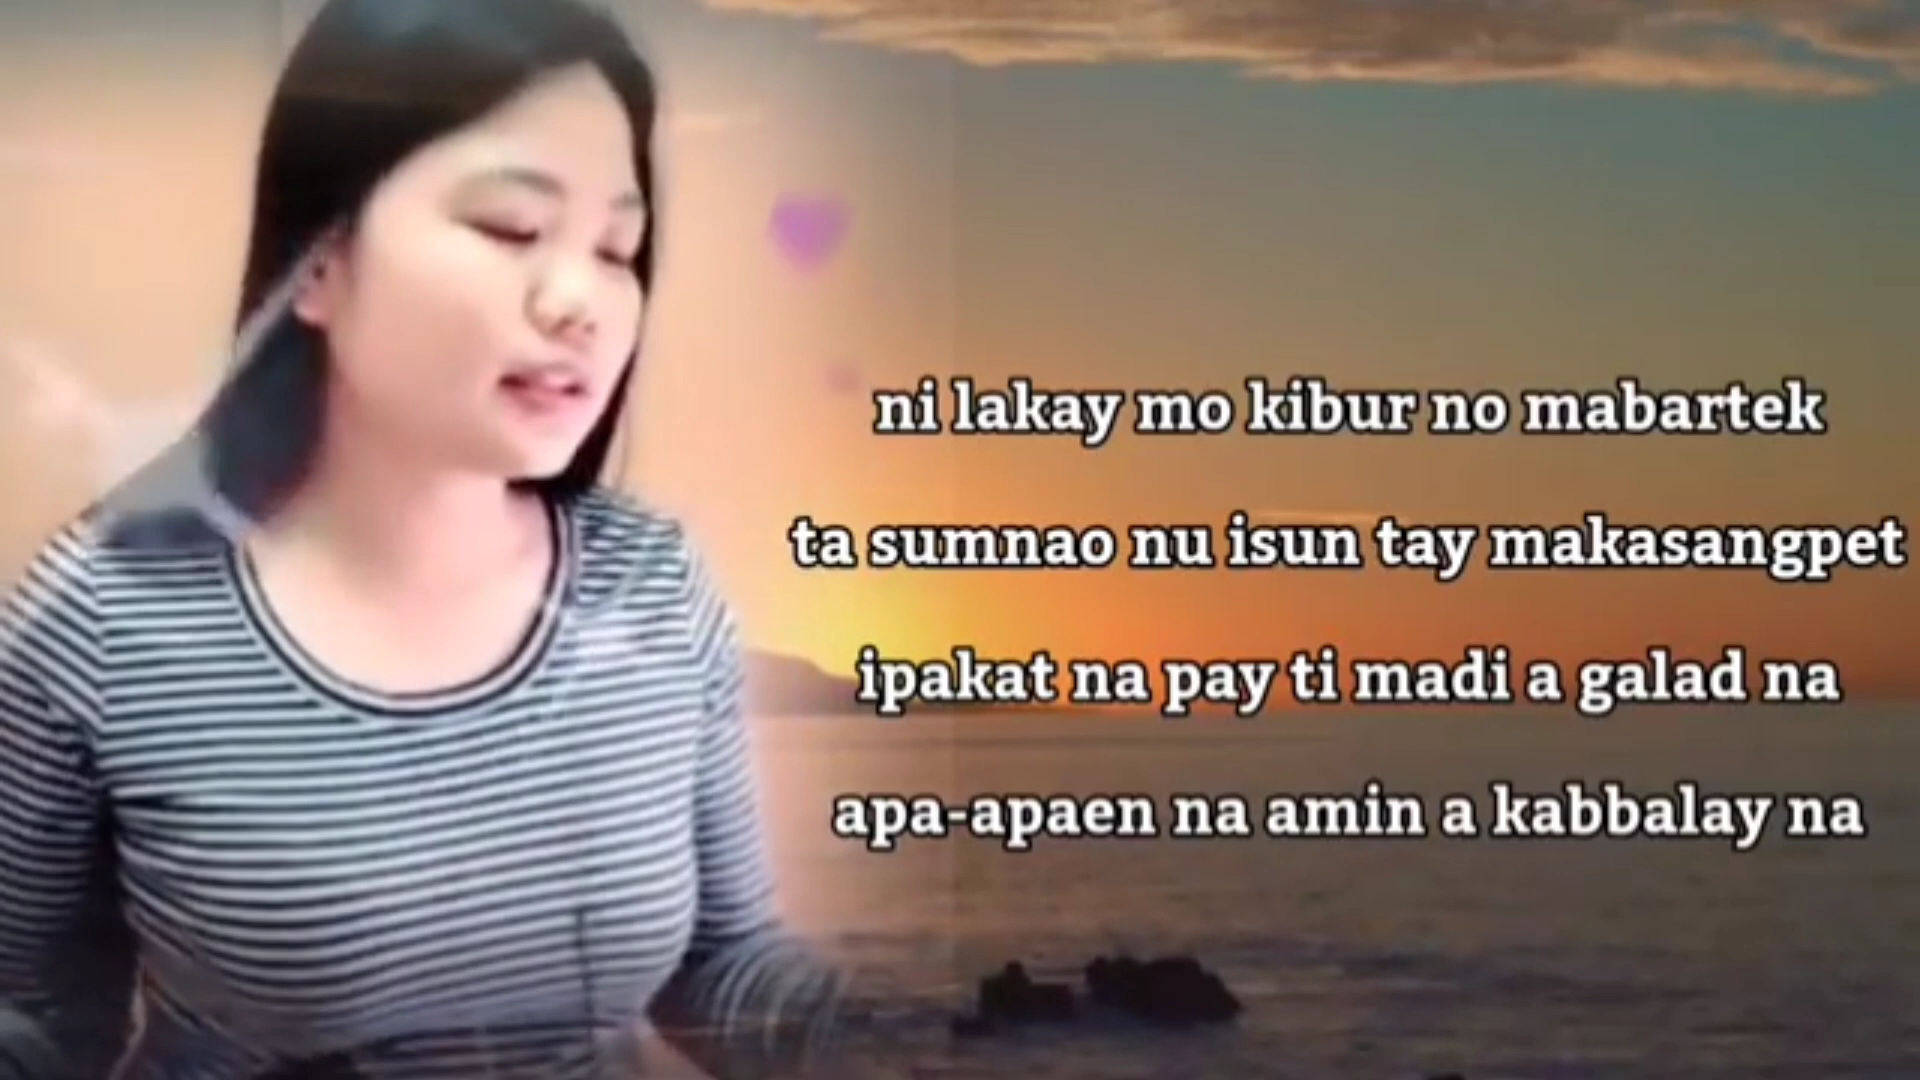 ni lakay mo kibur no mabartek
ta sumnao nu isun tay makasangpet
ipakat na pay ti madi a galad na
apa-apaen na amin a kabbalay na